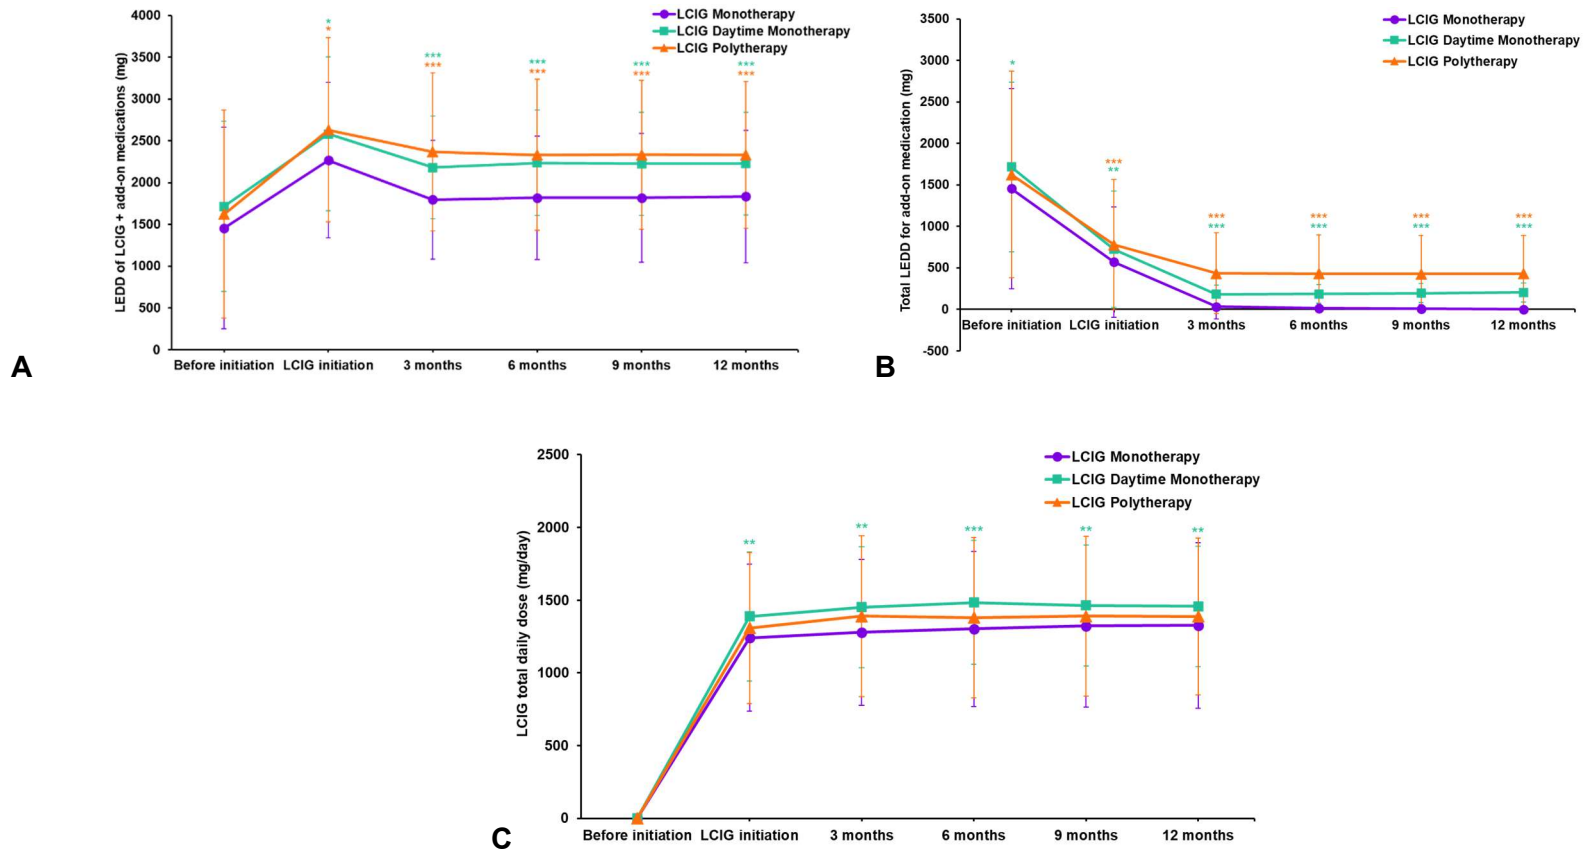 LCIG Monotherapy
LCIG Daytime Monotherapy
LCIG Polytherapy
* 
*
*** *** *** ***
*** *** *** ***
LEDD of LCIG + add-on medications (mg)
4000
3500
3000
2500
2000
1500
1000
500
0
Before initiation LCIG initiation 3 months 6 months 9 months 12 months
A
LCIG Monotherapy
LCIG Daytime Monotherapy
LCIG Polytherapy
*
***
**
*** *** *** ***
*** *** *** ***
Total LEDD for add-on medication (mg)
3500
3000
2500
2000
1500
1000
500
0
-500
Before initiation LCIG initiation 3 months 6 months 9 months 12 months
B
LCIG Monotherapy
LCIG Daytime Monotherapy
LCIG Polytherapy
** ** *** ** **
LCIG total daily dose (mg/day)
2500
2000
1500
1000
500
0
Before initiation LCIG initiation 3 months 6 months 9 months 12 months
C